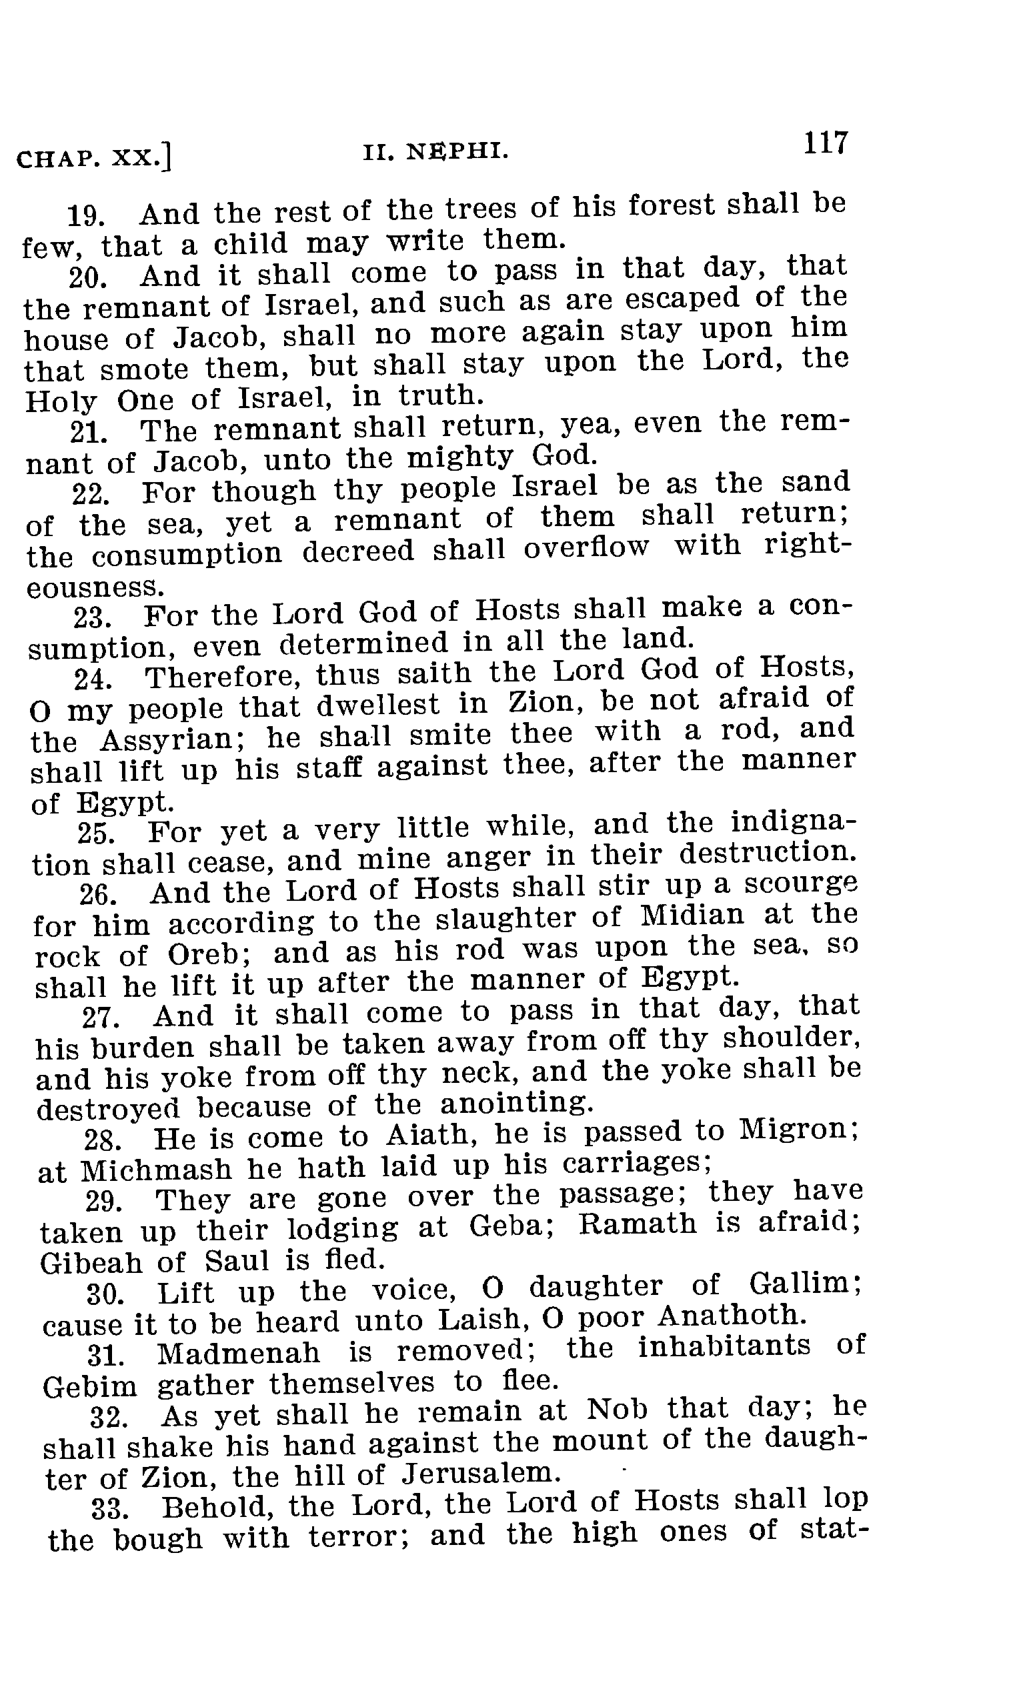 CHAP. XX.] II. NEPHI. 117
19. And the rest of the trees of his forest shall be
few, that a child may write them.
20. And it shall come to pass in that day, that
the remnant of Israel, and such as are escaped of the
house of Jacob, shall no more again stay upon him
that smote them, but shall stay upon the Lord, the
Holy One of Israel, in truth.
21. The remnant shall return, yea, even the rem-
nant of Jacob, unto the mighty God.
22. For though thy people Israel be as the sand
of the sea, yet a remnant of them shall return;
the consumption decreed shall overflow with right-
eousness.
23. For the Lord God of Hosts shall make a con-
sumption, even determined in all the land.
24. Therefore, thus saith the Lord God of Hosts,
O my people that dwellest in Zion, be not afraid of
the Assyrian; he shall smite thee with a rod, and
shall lift up his staff against thee, after the manner
of Egypt.
25. For yet a very little while, and the indigna-
tion shall cease, and mine anger in their destruction.
26. And the Lord of Hosts shall stir up a scourge
for him according to the slaughter of Midian at the
rock of Oreb; and as his rod was upon the sea, so
shall he lift it up after the manner of Egypt.
27. And it shall come to pass in that day, that
his burden shall be taken away from off thy shoulder,
and his yoke from off thy neck, and the yoke shall be
destroyed because of the anointing.
28. He is come to Aiath, he is passed to Migron;
at Michmash he hath laid up his carriages;
29. They are gone over the passage; they have
taken up their lodging at Geba; Ramath is afraid;
Gibeah of Saul is fled.
30. Lift up the voice, O daughter of Gallim;
cause it to be heard unto Laish, O poor Anathoth.
31. Madmenah is removed; the inhabitants of
Gebim gather themselves to flee.
32. As yet shall he remain at Nob that day; he
shall shake his hand against the mount of the daugh-
ter of Zion, the hill of Jerusalem.
33. Behold, the Lord, the Lord of Hosts shall lop
the bough with terror; and the high ones of stat-